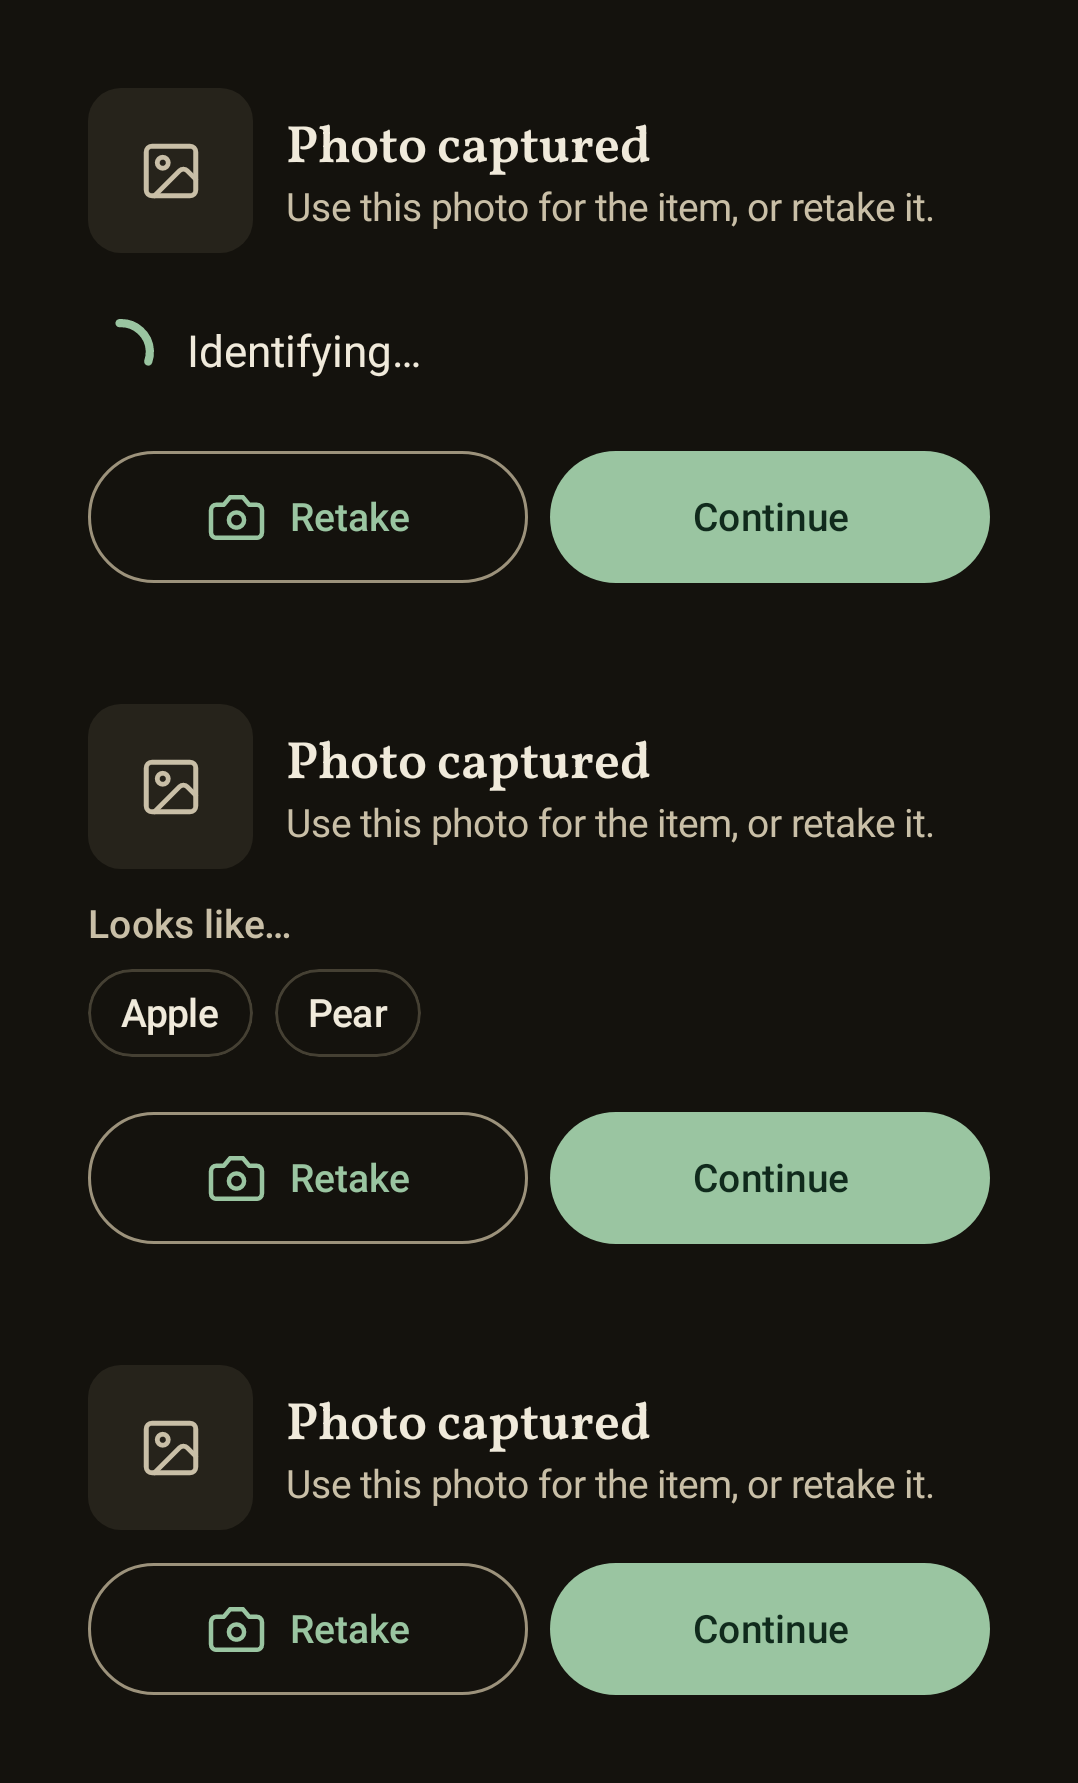 Photo captured
Use this photo for the item, or retake it.
Identifying…
Retake
Continue
Photo captured
Use this photo for the item, or retake it.
Looks like…
Apple
Pear
Retake
Continue
Photo captured
Use this photo for the item, or retake it.
Retake
Continue